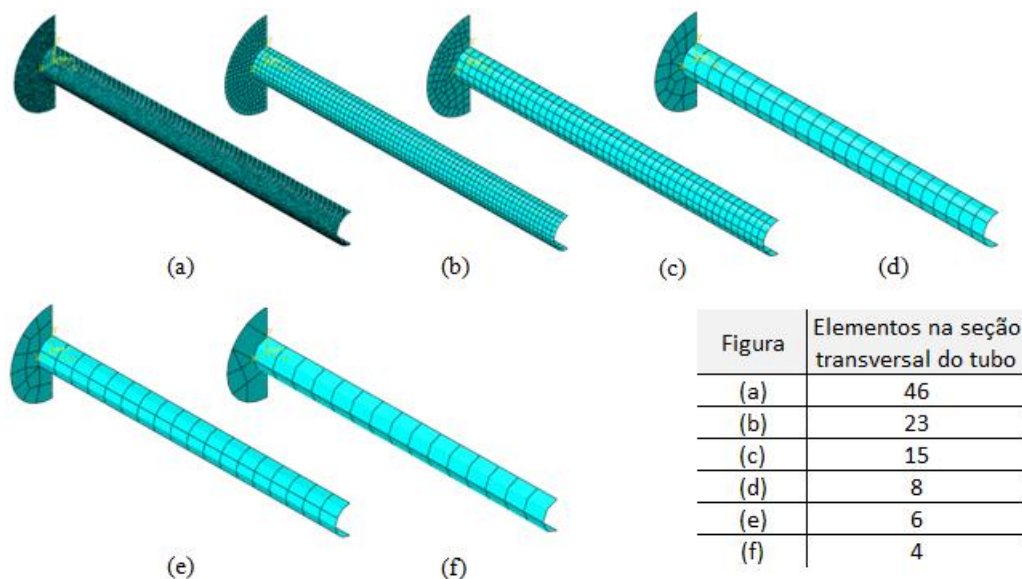 (a)
(b)
(c)
(d)
(e)
(f)
Figura
Elementos na seção
transversal do tubo
(a) 46
(b) 23
(c) 15
(d) 8
(e) 6
(f) 4